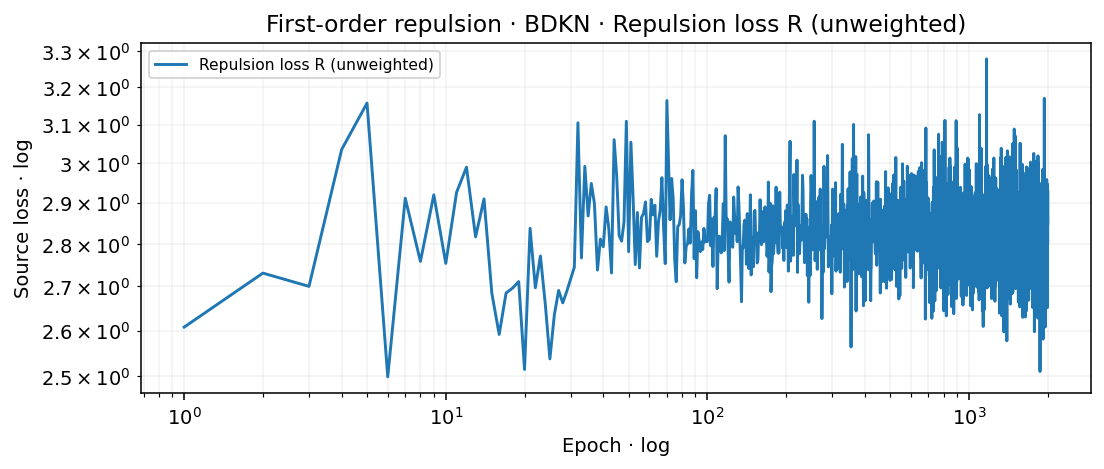 First-order repulsion · BDKN · Repulsion loss R (unweighted)
Repulsion loss R (unweighted)
Source loss · log
3.3 × 10⁰
3.2 × 10⁰
3.1 × 10⁰
3 × 10⁰
2.9 × 10⁰
2.8 × 10⁰
2.7 × 10⁰
2.6 × 10⁰
2.5 × 10⁰
10⁰ 10¹ 10² 10³
Epoch · log